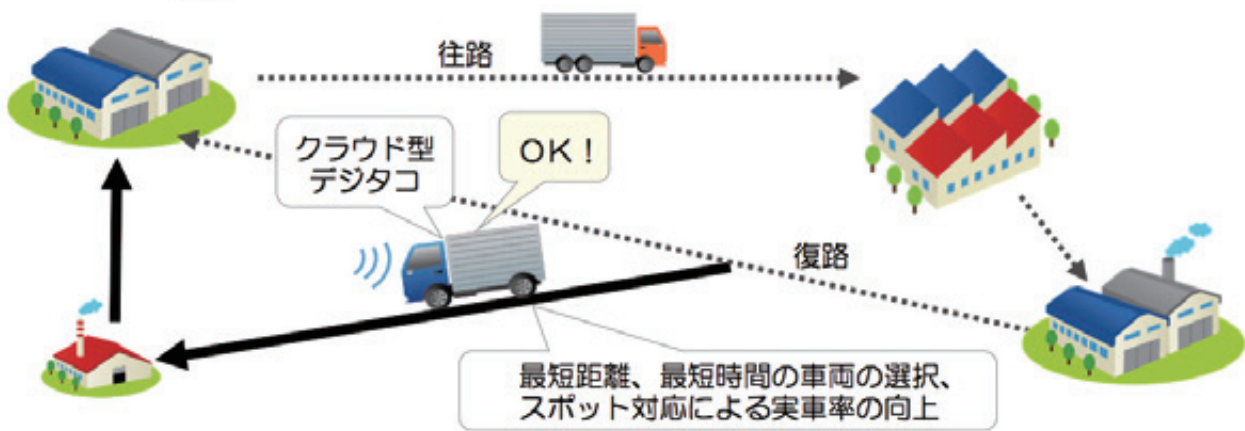 往路
クラウド型
デジタコ
OK！
復路
最短距離、最短時間の車両の選択、
スポット対応による実車率の向上